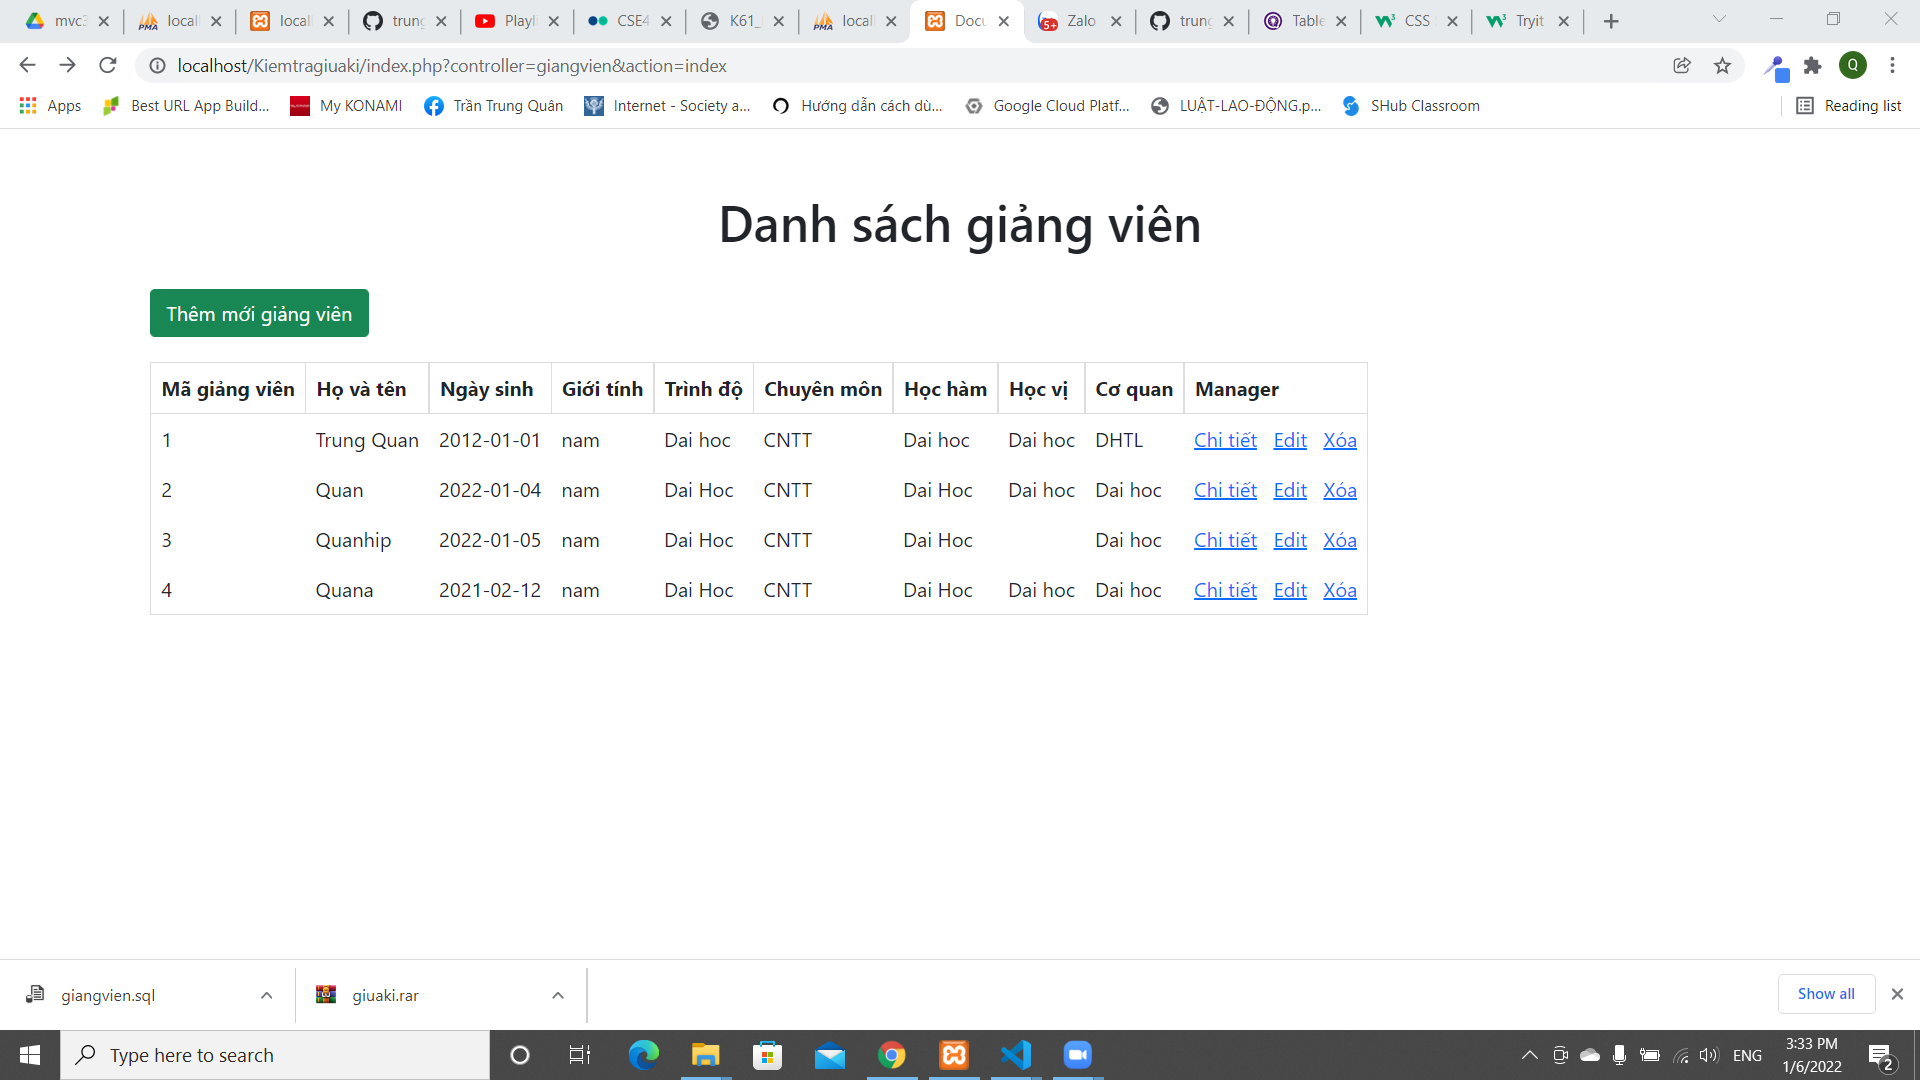 mvc3 locall locall trung Playli CSE4 K61_ locall Docu Zalo trung Table CSS Tryit
localhost/Kiemtragiuaki/index.php?controller=giangvien&action=index Q
Apps Best URL App Build... My KONAMI Trần Trung Quân Internet - Society a... Hướng dẫn cách dù... Google Cloud Platf... LUẬT-LAO-ĐỘNG.p... SHub Classroom Reading list
Danh sách giảng viên
Thêm mới giảng viên
Mã giảng viên Họ và tên Ngày sinh Giới tính Trình độ Chuyên môn Học hàm Học vị Cơ quan Manager
1 Trung Quan 2012-01-01 nam Dai hoc CNTT Dai hoc Dai hoc DHTL Chi tiết Edit Xóa
2 Quan 2022-01-04 nam Dai Hoc CNTT Dai Hoc Dai hoc Dai hoc Chi tiết Edit Xóa
3 Quanhip 2022-01-05 nam Dai Hoc CNTT Dai Hoc Dai hoc Chi tiết Edit Xóa
4 Quana 2021-02-12 nam Dai Hoc CNTT Dai Hoc Dai hoc Dai hoc Chi tiết Edit Xóa
giangvien.sql giuaki.rar Show all
Type here to search ENG
3:33 PM
1/6/2022
2